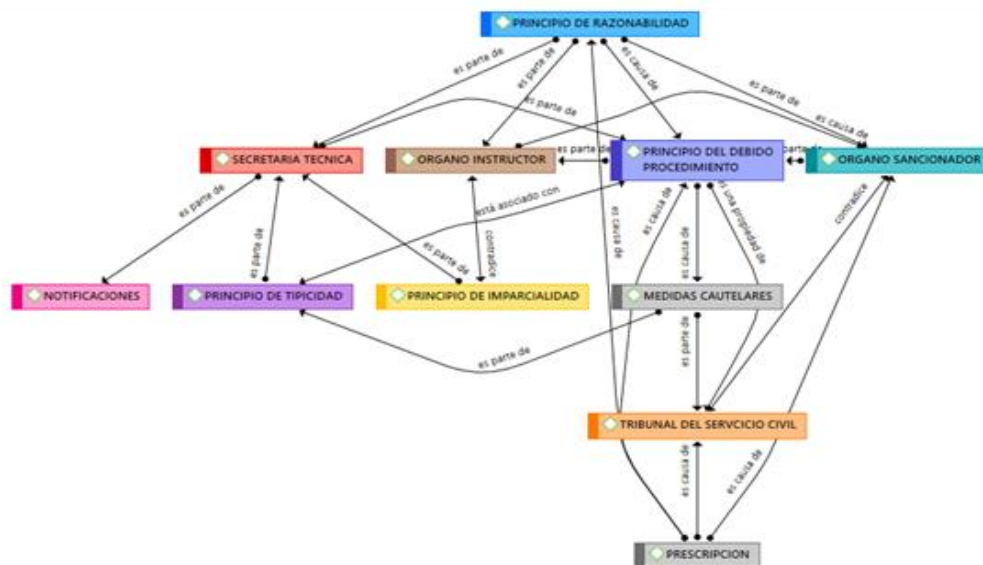 PRINCIPIO DE RAZONABILIDAD
es parte de
es parte de
es causa de
es parte de
es parte de
es causa de
SECRETARIA TECNICA
ORGANO INSTRUCTOR
es parte de
PRINCIPIO DEL DEBIDO
PROCEDIMIENTO
parte de
ORGANO SANCIONADOR
es parte de
es parte de
es parte de
contradice
está asociado con
es causa de
es causa de
es causa de
es una propiedad de
contradice
NOTIFICACIONES
PRINCIPIO DE TIPICIDAD
PRINCIPIO DE IMPARCIALIDAD
MEDIDAS CAUTELARES
es parte de
es parte de
TRIBUNAL DEL SERVCICIO CIVIL
es causa de
es causa de
PRESCRIPCION